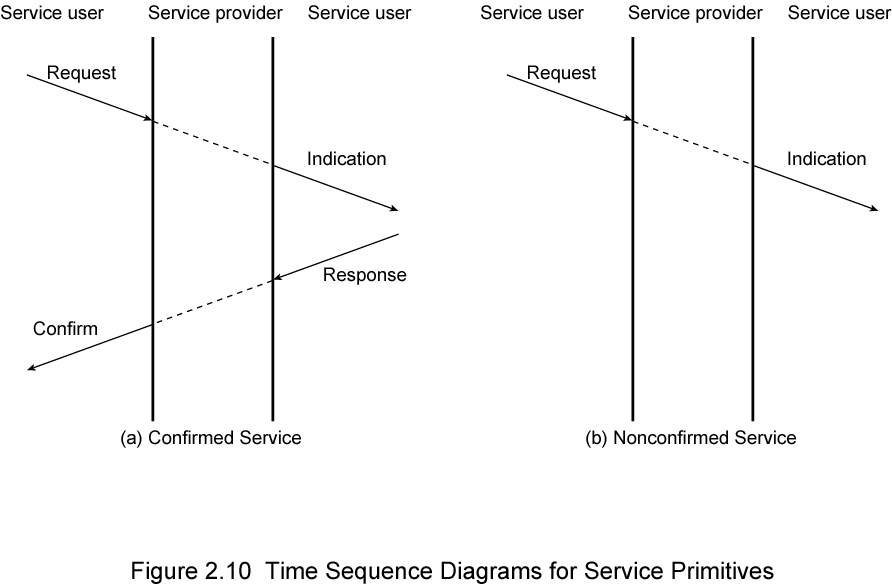 Service user Service provider Service user
Request
Indication
Response
Confirm
(a) Confirmed Service
Service user Service provider Service user
Request
Indication
(b) Nonconfirmed Service
Figure 2.10 Time Sequence Diagrams for Service Primitives